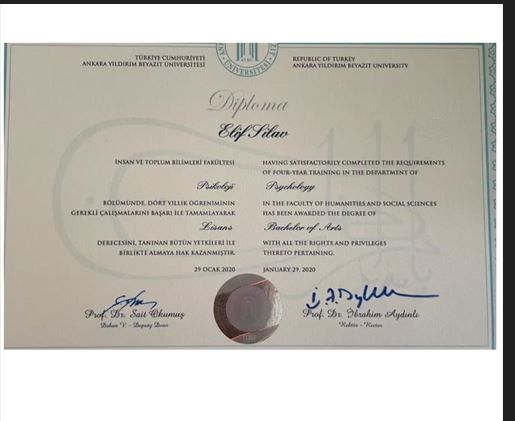 TÜRKİYE CUMHURİYETİ
ANKARA YILDIRIM BEYAZIT ÜNİVERSİTESİ
REPUBLIC OF TURKEY
ANKARA YILDIRIM BEYAZIT UNIVERSITY
ÜNİVERSİTESİ
Diploma
Elif Silav
İNSAN VE TOPLUM BİLİMLERİ FAKÜLTESİ
Psikoloji
BÖLÜMÜNDE, DÖRT YILLIK ÖĞRENİMİNİN
GEREKLİ ÇALIŞMALARINI BAŞARI İLE TAMAMLAYARAK
Lisans
DERECESİNİ, TANINAN BÜTÜN YETKİLERİ İLE
BİRLİKTE ALMAYA HAK KAZANMIŞTIR.
29 OCAK 2020
HAVING SATISFACTORILY COMPLETED THE REQUIREMENTS
OF FOUR-YEAR TRAINING IN THE DEPARTMENT OF
Psychology
IN THE FACULTY OF HUMANITIES AND SOCIAL SCIENCES
HAS BEEN AWARDED THE DEGREE OF
Bachelor of Arts
WITH ALL THE RIGHTS AND PRIVILEGES
THERETO PERTAINING.
JANUARY 29, 2020
Prof. Dr. Sait Okumuş
Dekan V. - Deputy Dean
Prof. Dr. İbrahim Aydınlı
Rektör - Rector